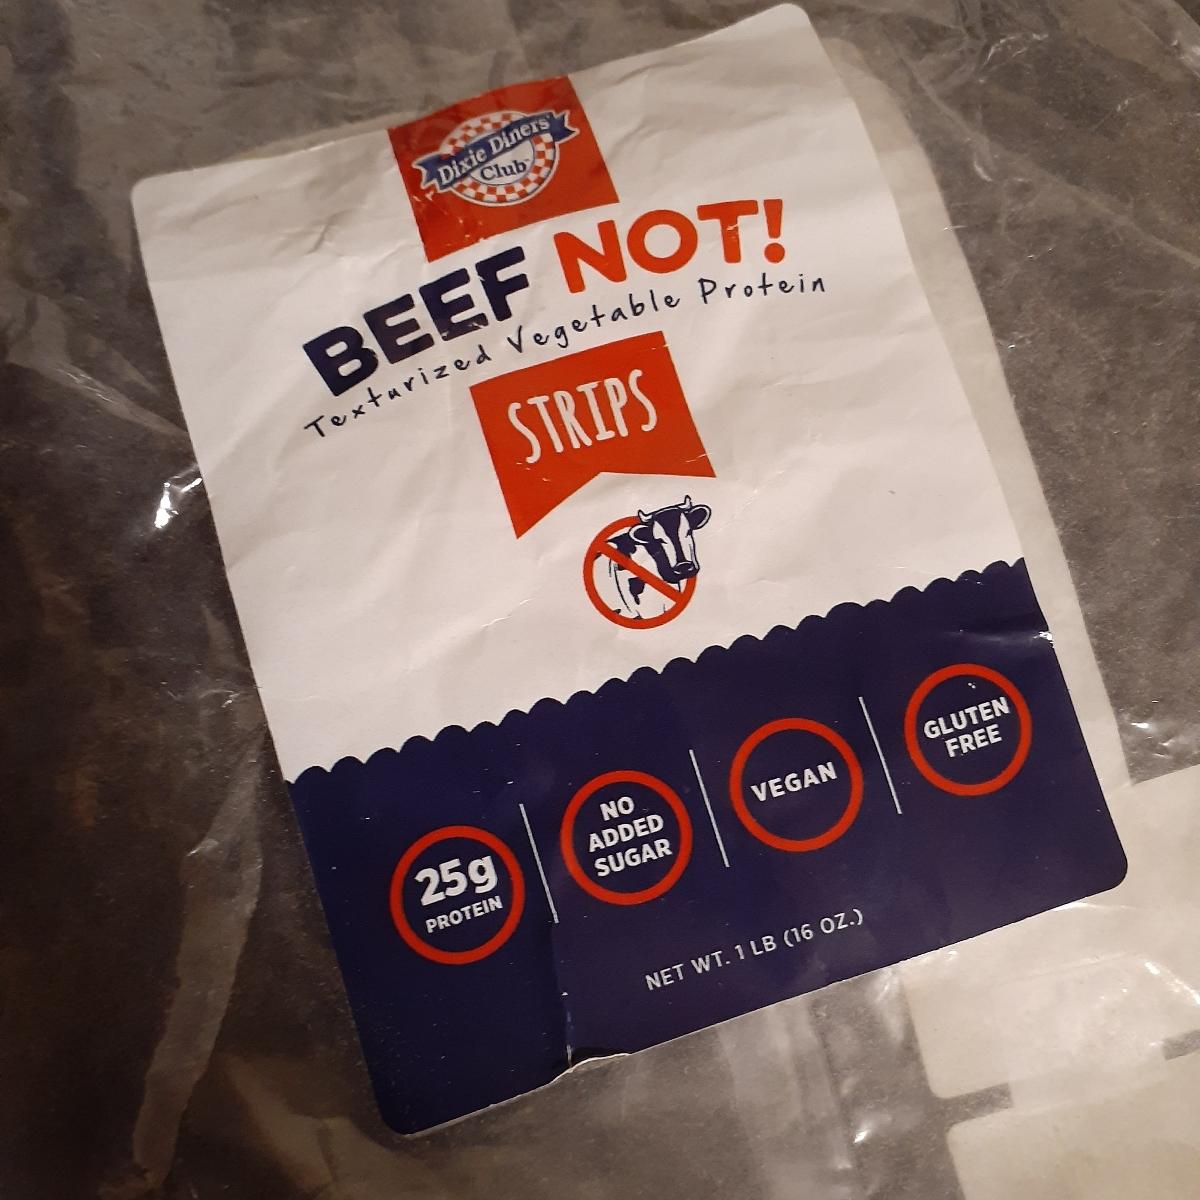 Dixie Diners'
Club
BEEF NOT!
Texturized Vegetable Protein
STRIPS
25g
PROTEIN
NO
ADDED
SUGAR
VEGAN
GLUTEN
FREE
NET WT. 1 LB (16 OZ.)